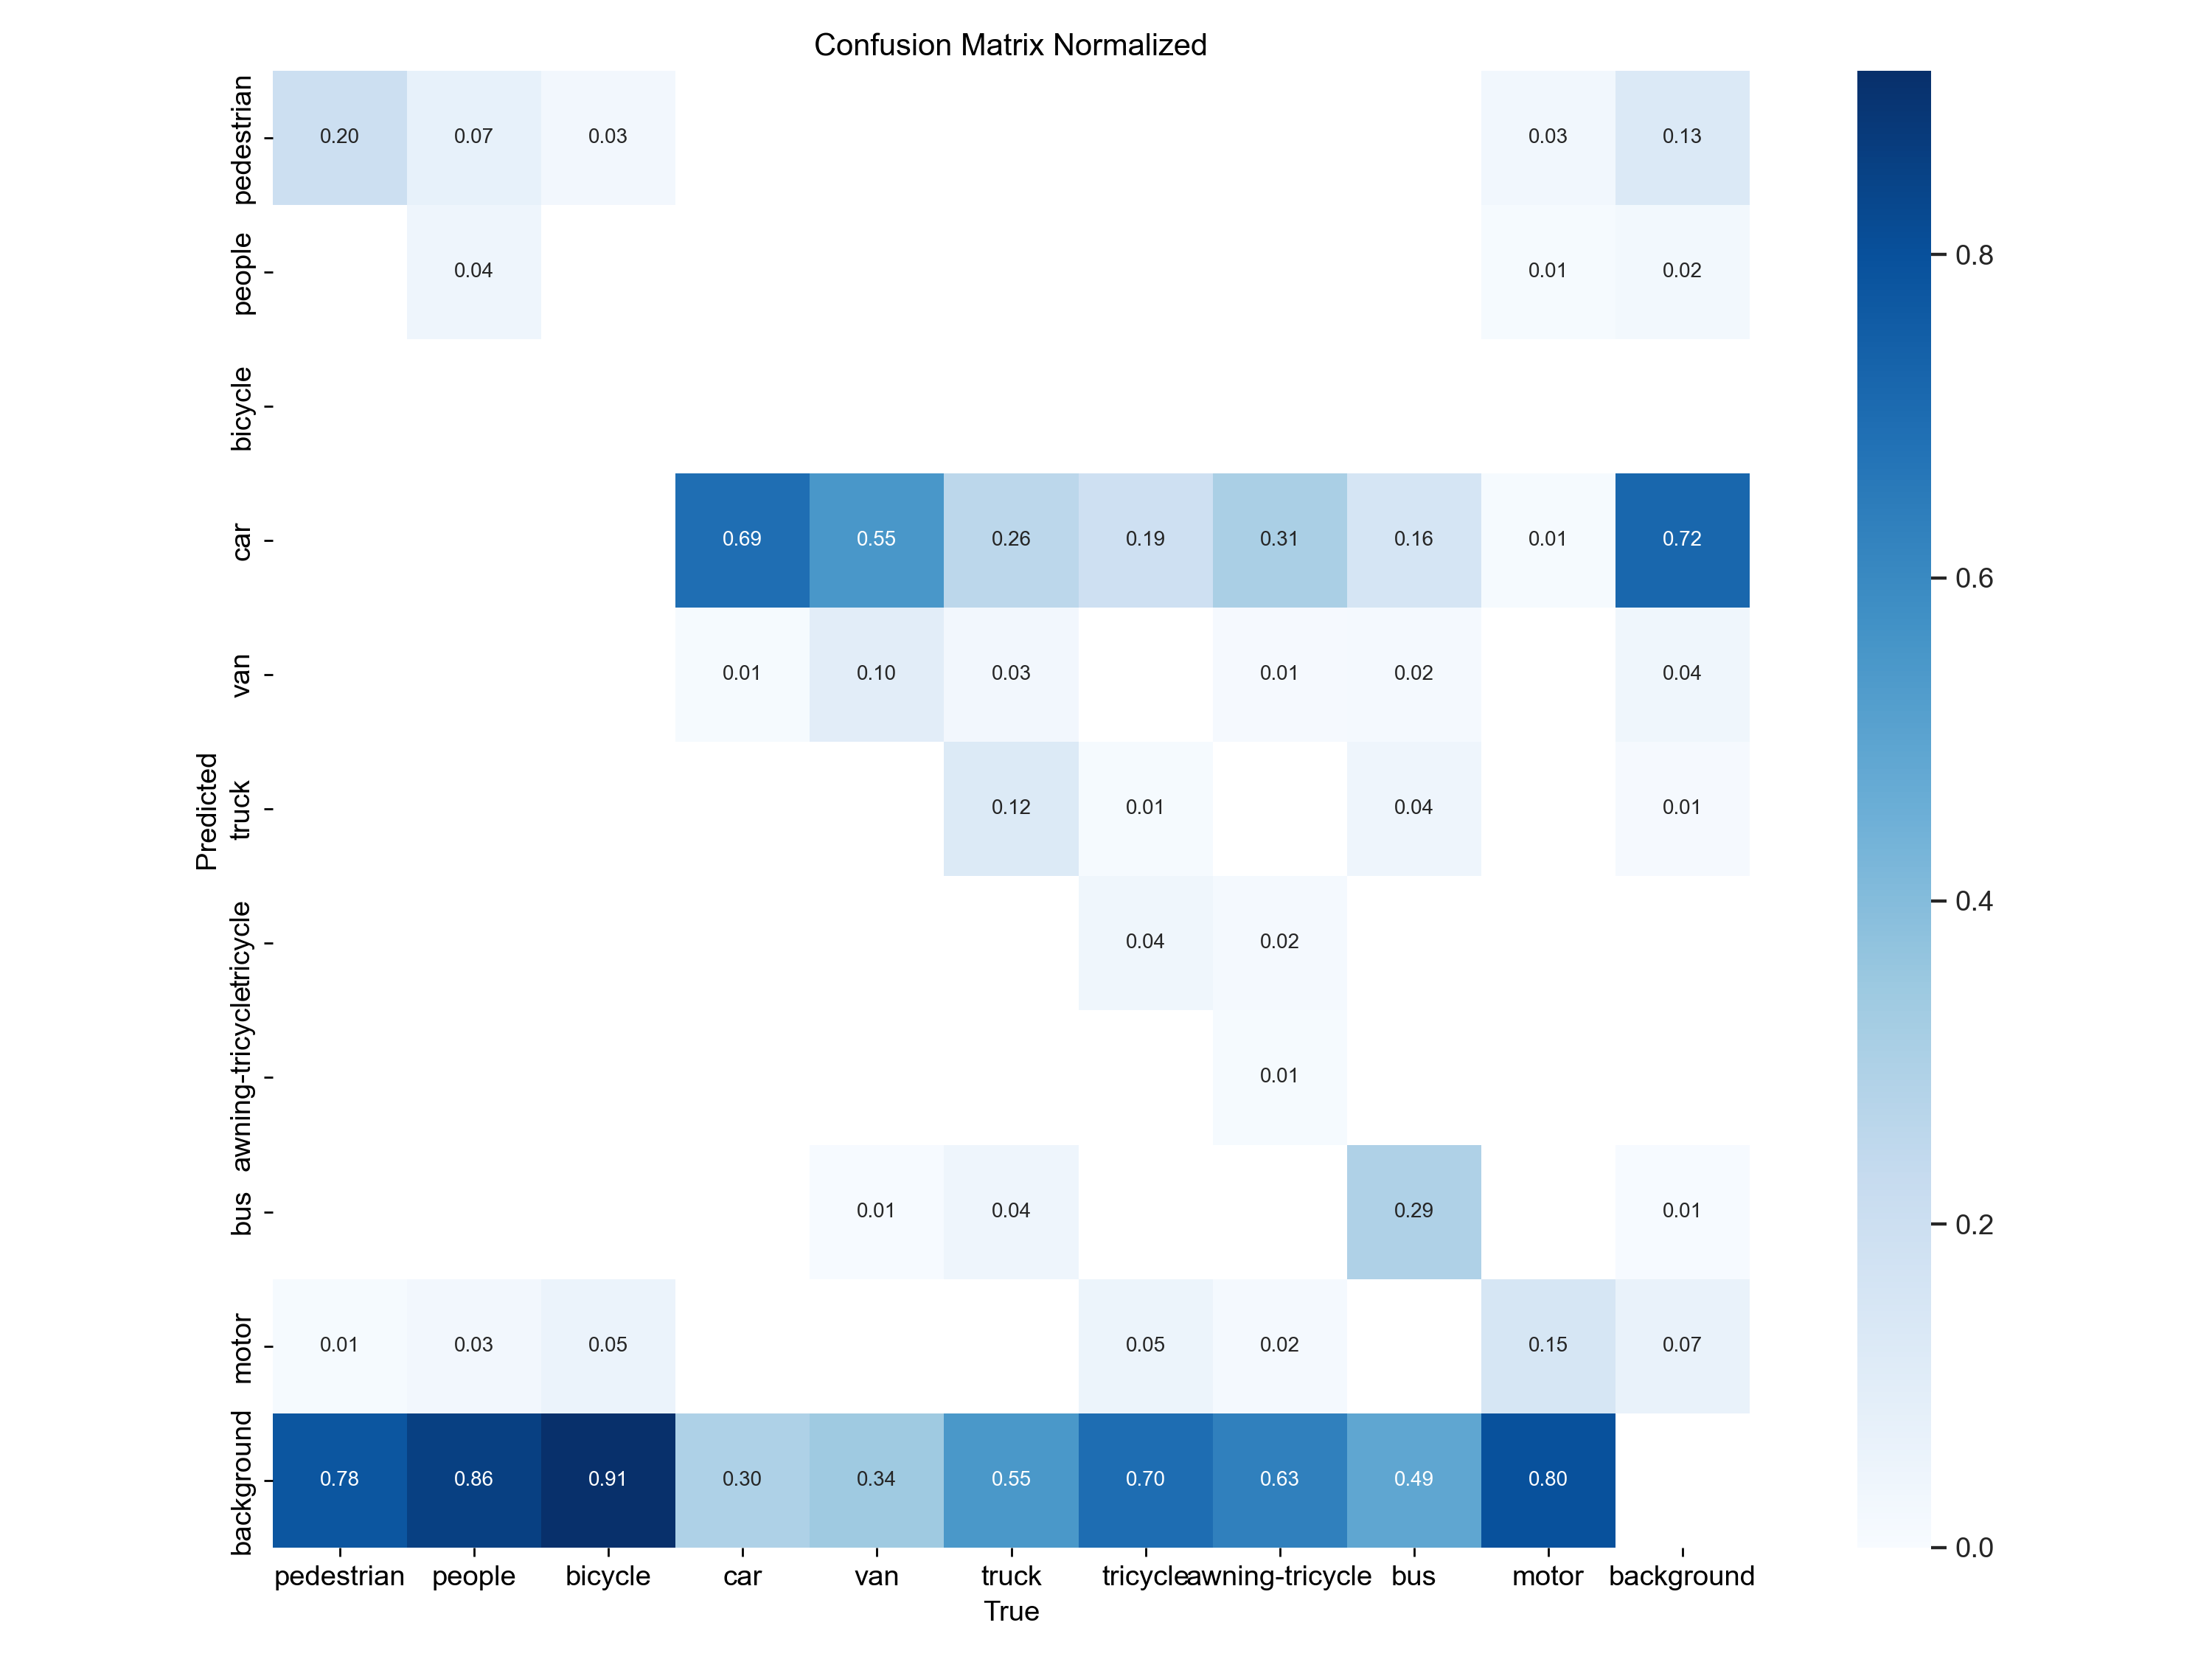 Confusion Matrix Normalized
pedestrian 0.20 0.07 0.03 0.03 0.13
people 0.04 0.01 0.02
0.8
bicycle
car 0.69 0.55 0.26 0.19 0.31 0.16 0.01 0.72
0.6
van 0.01 0.10 0.03 0.01 0.02 0.04
Predicted
truck 0.12 0.01 0.04 0.01
0.4
tricycle 0.04 0.02
awning-tricycle 0.01
bus 0.01 0.04 0.29 0.01
0.2
motor 0.01 0.03 0.05 0.05 0.02 0.15 0.07
background 0.78 0.86 0.91 0.30 0.34 0.55 0.70 0.63 0.49 0.80
0.0
pedestrian people bicycle car van truck tricycle awning-tricycle bus motor background
True